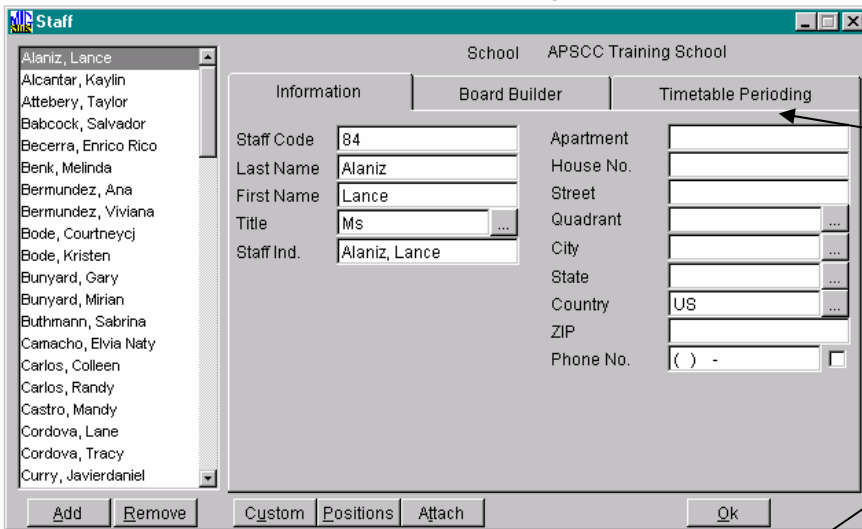 Staff
School APSCC Training School
Alaniz, Lance
Alcantar, Kaylin
Attebery, Taylor
Babcock, Salvador
Becerra, Enrico Rico
Benk, Melinda
Bermundez, Ana
Bermundez, Viviana
Bode, Courtneycj
Bode, Kristen
Bunyard, Gary
Bunyard, Mirian
Buthmann, Sabrina
Camacho, Elvia Naty
Carlos, Colleen
Carlos, Randy
Castro, Mandy
Cordova, Lane
Cordova, Tracy
Curry, Javierdaniel
Information Board Builder Timetable Perioding
Staff Code 84
Last Name Alaniz
First Name Lance
Title Ms ...
Staff Ind. Alaniz, Lance
Apartment
House No.
Street
Quadrant ...
City ...
State ...
Country US ...
ZIP
Phone No. ( ) -
Add Remove Custom Positions Attach Ok